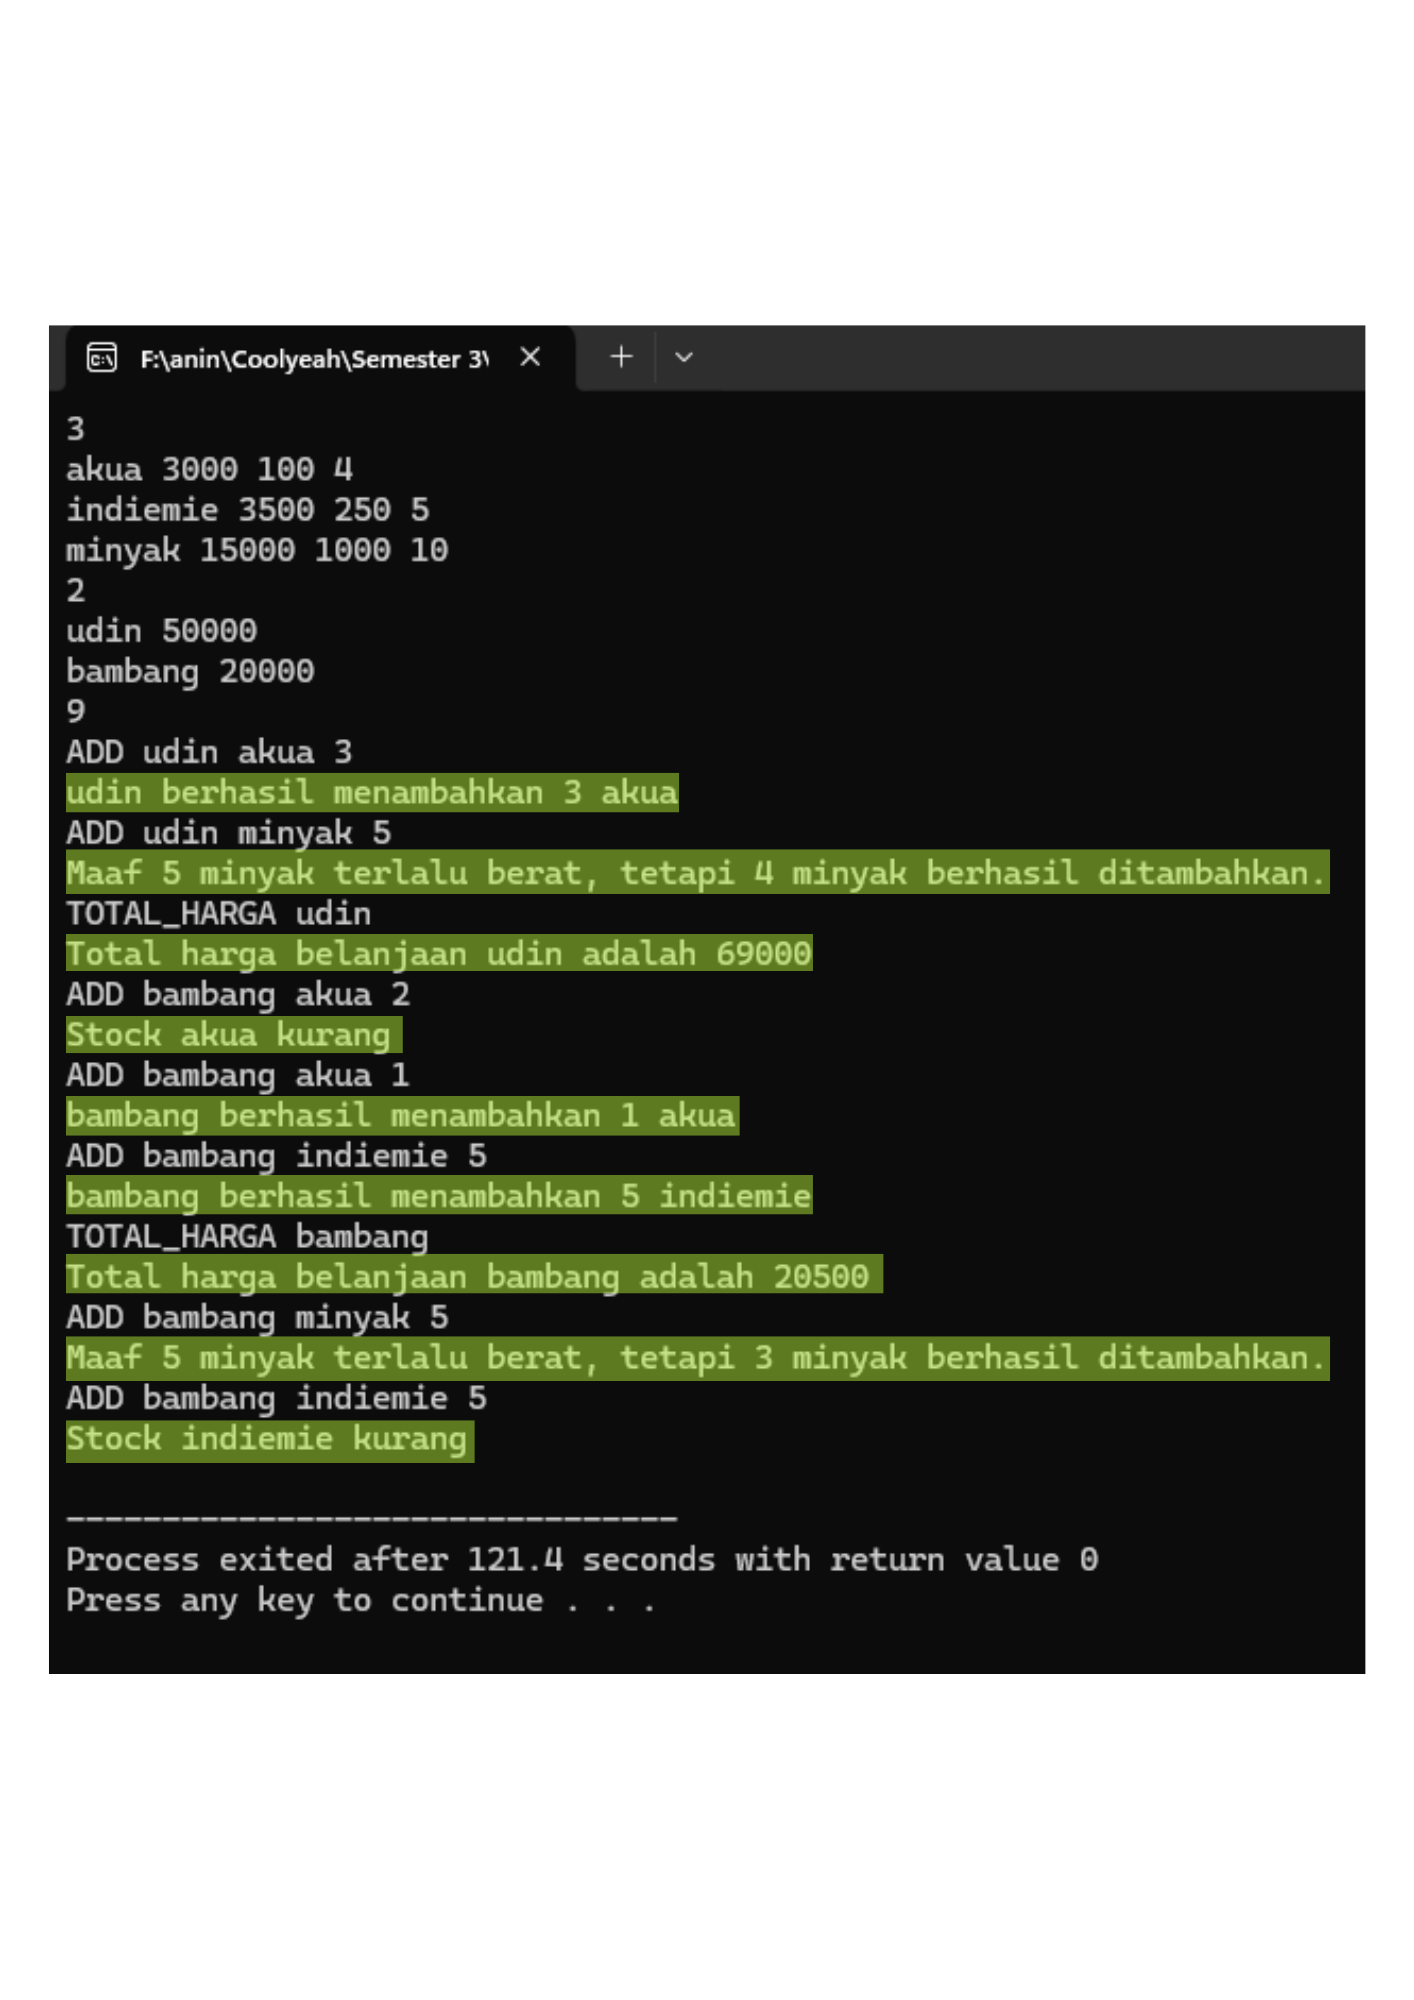 F:\anin\Coolyeah\Semester 3\
3
akua 3000 100 4
indiemie 3500 250 5
minyak 15000 1000 10
2
udin 50000
bambang 20000
9
ADD udin akua 3
udin berhasil menambahkan 3 akua
ADD udin minyak 5
Maaf 5 minyak terlalu berat, tetapi 4 minyak berhasil ditambahkan.
TOTAL_HARGA udin
Total harga belanjaan udin adalah 69000
ADD bambang akua 2
Stock akua kurang
ADD bambang akua 1
bambang berhasil menambahkan 1 akua
ADD bambang indiemie 5
bambang berhasil menambahkan 5 indiemie
TOTAL_HARGA bambang
Total harga belanjaan bambang adalah 20500
ADD bambang minyak 5
Maaf 5 minyak terlalu berat, tetapi 3 minyak berhasil ditambahkan.
ADD bambang indiemie 5
Stock indiemie kurang
--------------------------------
Process exited after 121.4 seconds with return value 0
Press any key to continue . . .